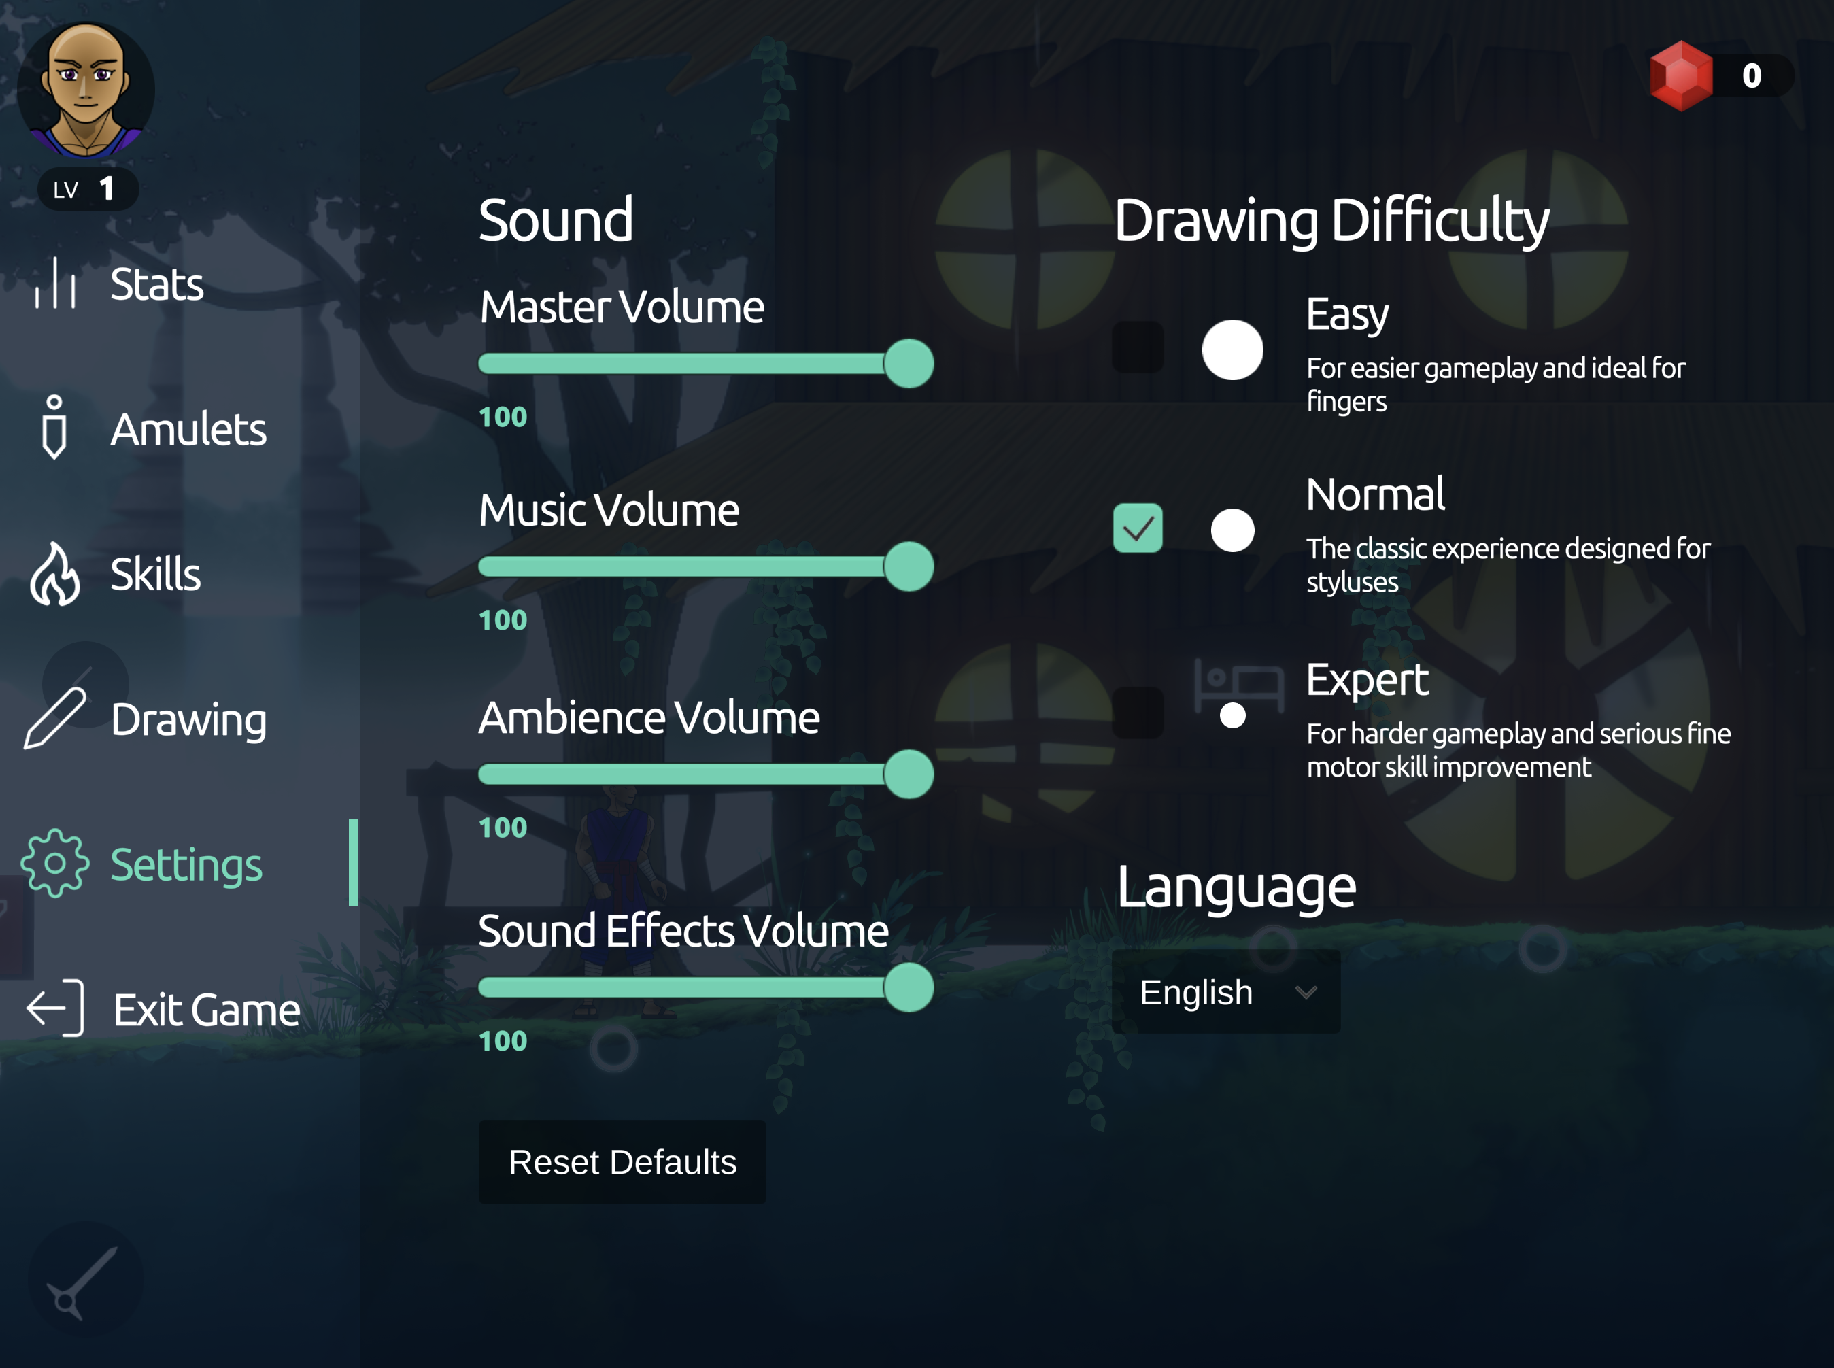 LV 1
Stats
Amulets
Skills
Drawing
Settings
Exit Game
0
Sound
Master Volume
100
Music Volume
100
Ambience Volume
100
Sound Effects Volume
100
Reset Defaults
Drawing Difficulty
Easy
For easier gameplay and ideal for
fingers
Normal
The classic experience designed for
styluses
Expert
For harder gameplay and serious fine
motor skill improvement
Language
English